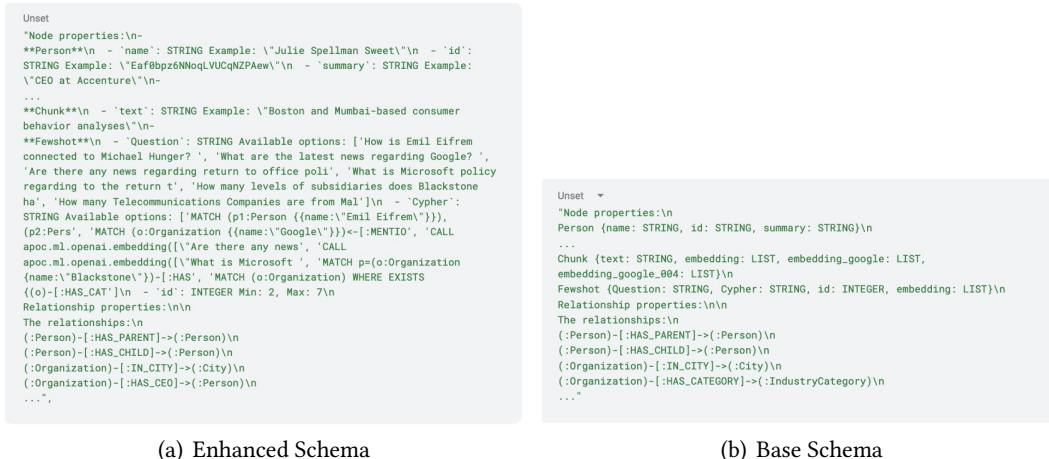 Unset
"Node properties:\n-
**Person**\n  - `name`: STRING Example: \"Julie Spellman Sweet\"\n  - `id`:
STRING Example: \"Eaf0bpz6NNoqLVUCqNZPAew\"\n  - `summary`: STRING Example:
\"CEO at Accenture\"\n-
...
**Chunk**\n  - `text`: STRING Example: \"Boston and Mumbai-based consumer
behavior analyses\"\n-
**Fewshot**\n  - `Question`: STRING Available options: ['How is Emil Eifrem
connected to Michael Hunger? ', 'What are the latest news regarding Google? ',
'Are there any news regarding return to office poli', 'What is Microsoft policy
regarding to the return t', 'How many levels of subsidiaries does Blackstone
ha', 'How many Telecommunications Companies are from Mal']\n  - `Cypher`:
STRING Available options: ['MATCH (p1:Person {{name:\"Emil Eifrem\"}}),
(p2:Pers', 'MATCH (o:Organization {{name:\"Google\"}})<-[:MENTIO', 'CALL
apoc.ml.openai.embedding([\"Are there any news', 'CALL
apoc.ml.openai.embedding([\"What is Microsoft ', 'MATCH p=(o:Organization
{name:\"Blackstone\"})-[:HAS', 'MATCH (o:Organization) WHERE EXISTS
{(o)-[:HAS_CAT']\n  - `id`: INTEGER Min: 2, Max: 7\n
Relationship properties:\n\n
The relationships:\n
(:Person)-[:HAS_PARENT]->(:Person)\n
(:Person)-[:HAS_CHILD]->(:Person)\n
(:Organization)-[:IN_CITY]->(:City)\n
(:Organization)-[:HAS_CEO]->(:Person)\n
...",
(a) Enhanced Schema
Unset
"Node properties:\n
Person {name: STRING, id: STRING, summary: STRING}\n
...
Chunk {text: STRING, embedding: LIST, embedding_google: LIST,
embedding_google_004: LIST}\n
Fewshot {Question: STRING, Cypher: STRING, id: INTEGER, embedding: LIST}\n
Relationship properties:\n\n
The relationships:\n
(:Person)-[:HAS_PARENT]->(:Person)\n
(:Person)-[:HAS_CHILD]->(:Person)\n
(:Organization)-[:IN_CITY]->(:City)\n
(:Organization)-[:HAS_CATEGORY]->(:IndustryCategory)\n
..."
(b) Base Schema